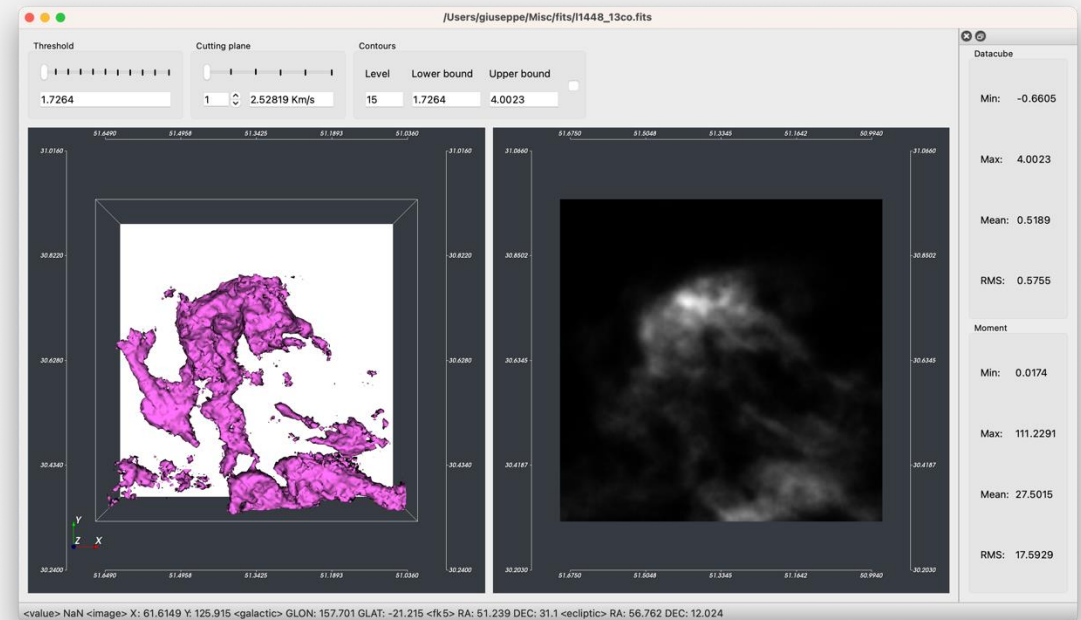 /Users/giuseppe/Misc/fits/l1448_13co.fits
Threshold
1.7264
Cutting plane
1
2.52819 Km/s
Contours
Level Lower bound Upper bound
15 1.7264 4.0023
51.6490 51.4958 51.3425 51.1893 51.0360
31.0160 31.0160
30.8220 30.8220
30.6280 30.6280
30.4340 30.4340
30.2400 30.2400
Y
Z X
51.6490 51.4958 51.3425 51.1893 51.0360
51.6750 51.5048 51.3345 51.1642 50.9940
31.0660 31.0660
30.8502 30.8502
30.6345 30.6345
30.4187 30.4187
30.2030 30.2030
51.6750 51.5048 51.3345 51.1642 50.9940
Datacube
Min: -0.6605
Max: 4.0023
Mean: 0.5189
RMS: 0.5755
Moment
Min: 0.0174
Max: 111.2291
Mean: 27.5015
RMS: 17.5929
<value> NaN <image> X: 61.6149 Y: 125.915 <galactic> GLON: 157.701 GLAT: -21.215 <fk5> RA: 51.239 DEC: 31.1 <ecliptic> RA: 56.762 DEC: 12.024